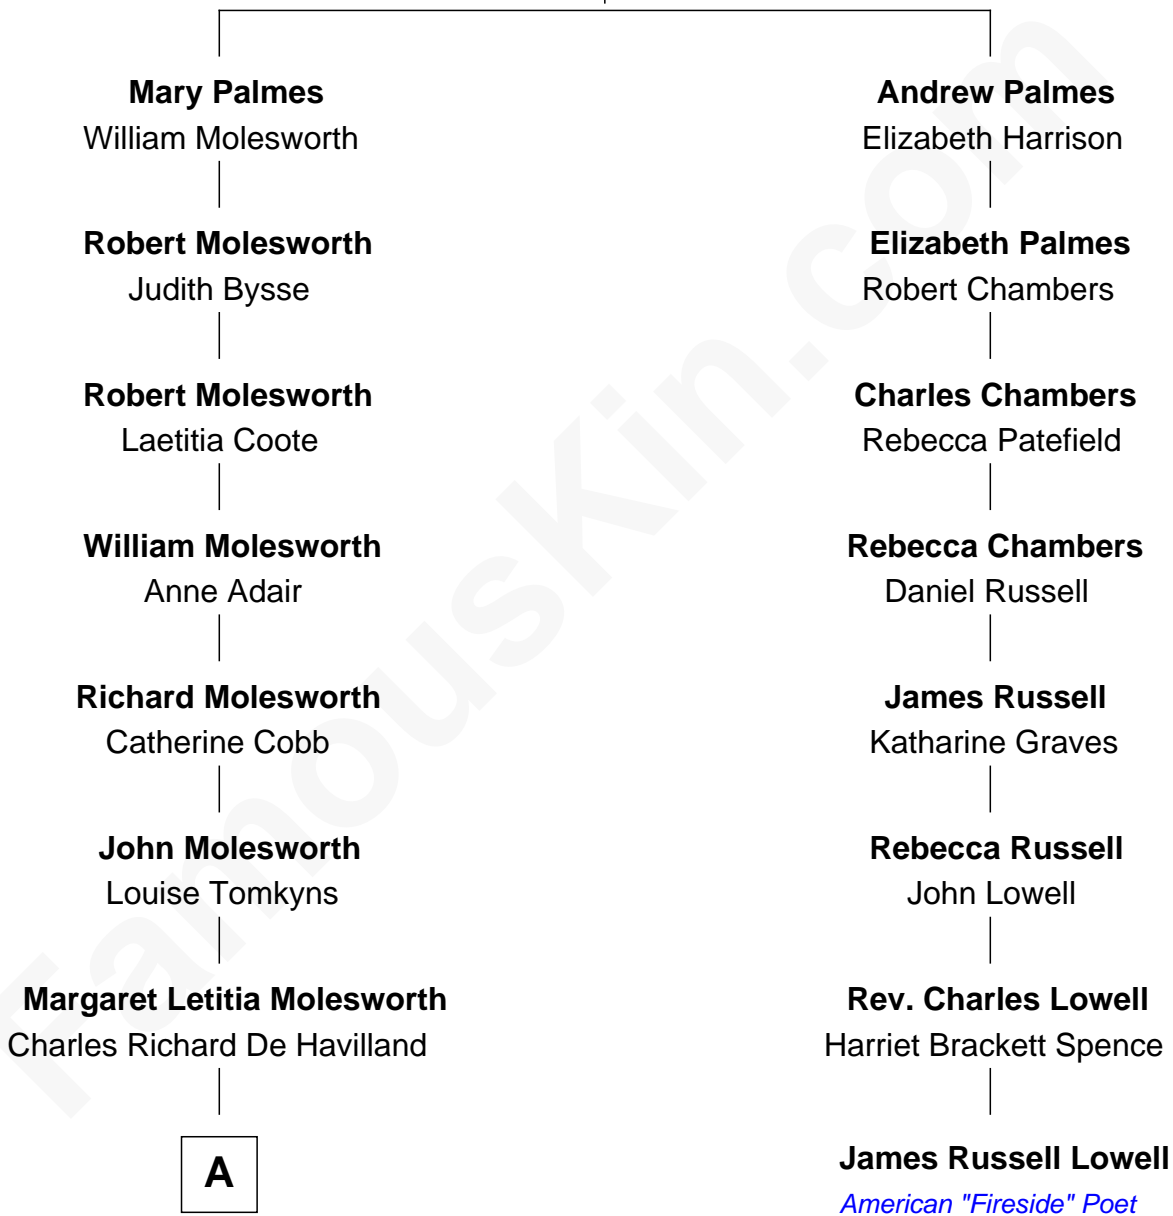 Mary Palmes
William Molesworth
Robert Molesworth
Judith Bysse
Robert Molesworth
Laetitia Coote
William Molesworth
Anne Adair
Richard Molesworth
Catherine Cobb
John Molesworth
Louise Tomkyns
Margaret Letitia Molesworth
Charles Richard De Havilland
A
Andrew Palmes
Elizabeth Harrison
Elizabeth Palmes
Robert Chambers
Charles Chambers
Rebecca Patefield
Rebecca Chambers
Daniel Russell
James Russell
Katharine Graves
Rebecca Russell
John Lowell
Rev. Charles Lowell
Harriet Brackett Spence
James Russell Lowell
American "Fireside" Poet
FamousKin.com